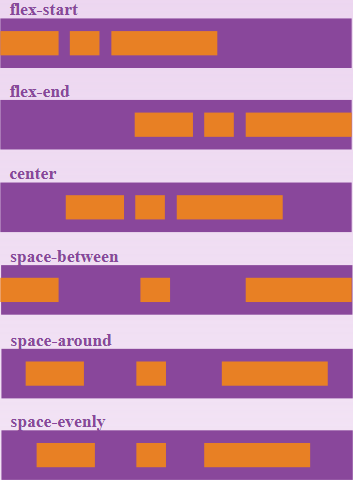 flex-start
flex-end
center
space-between
space-around
space-evenly